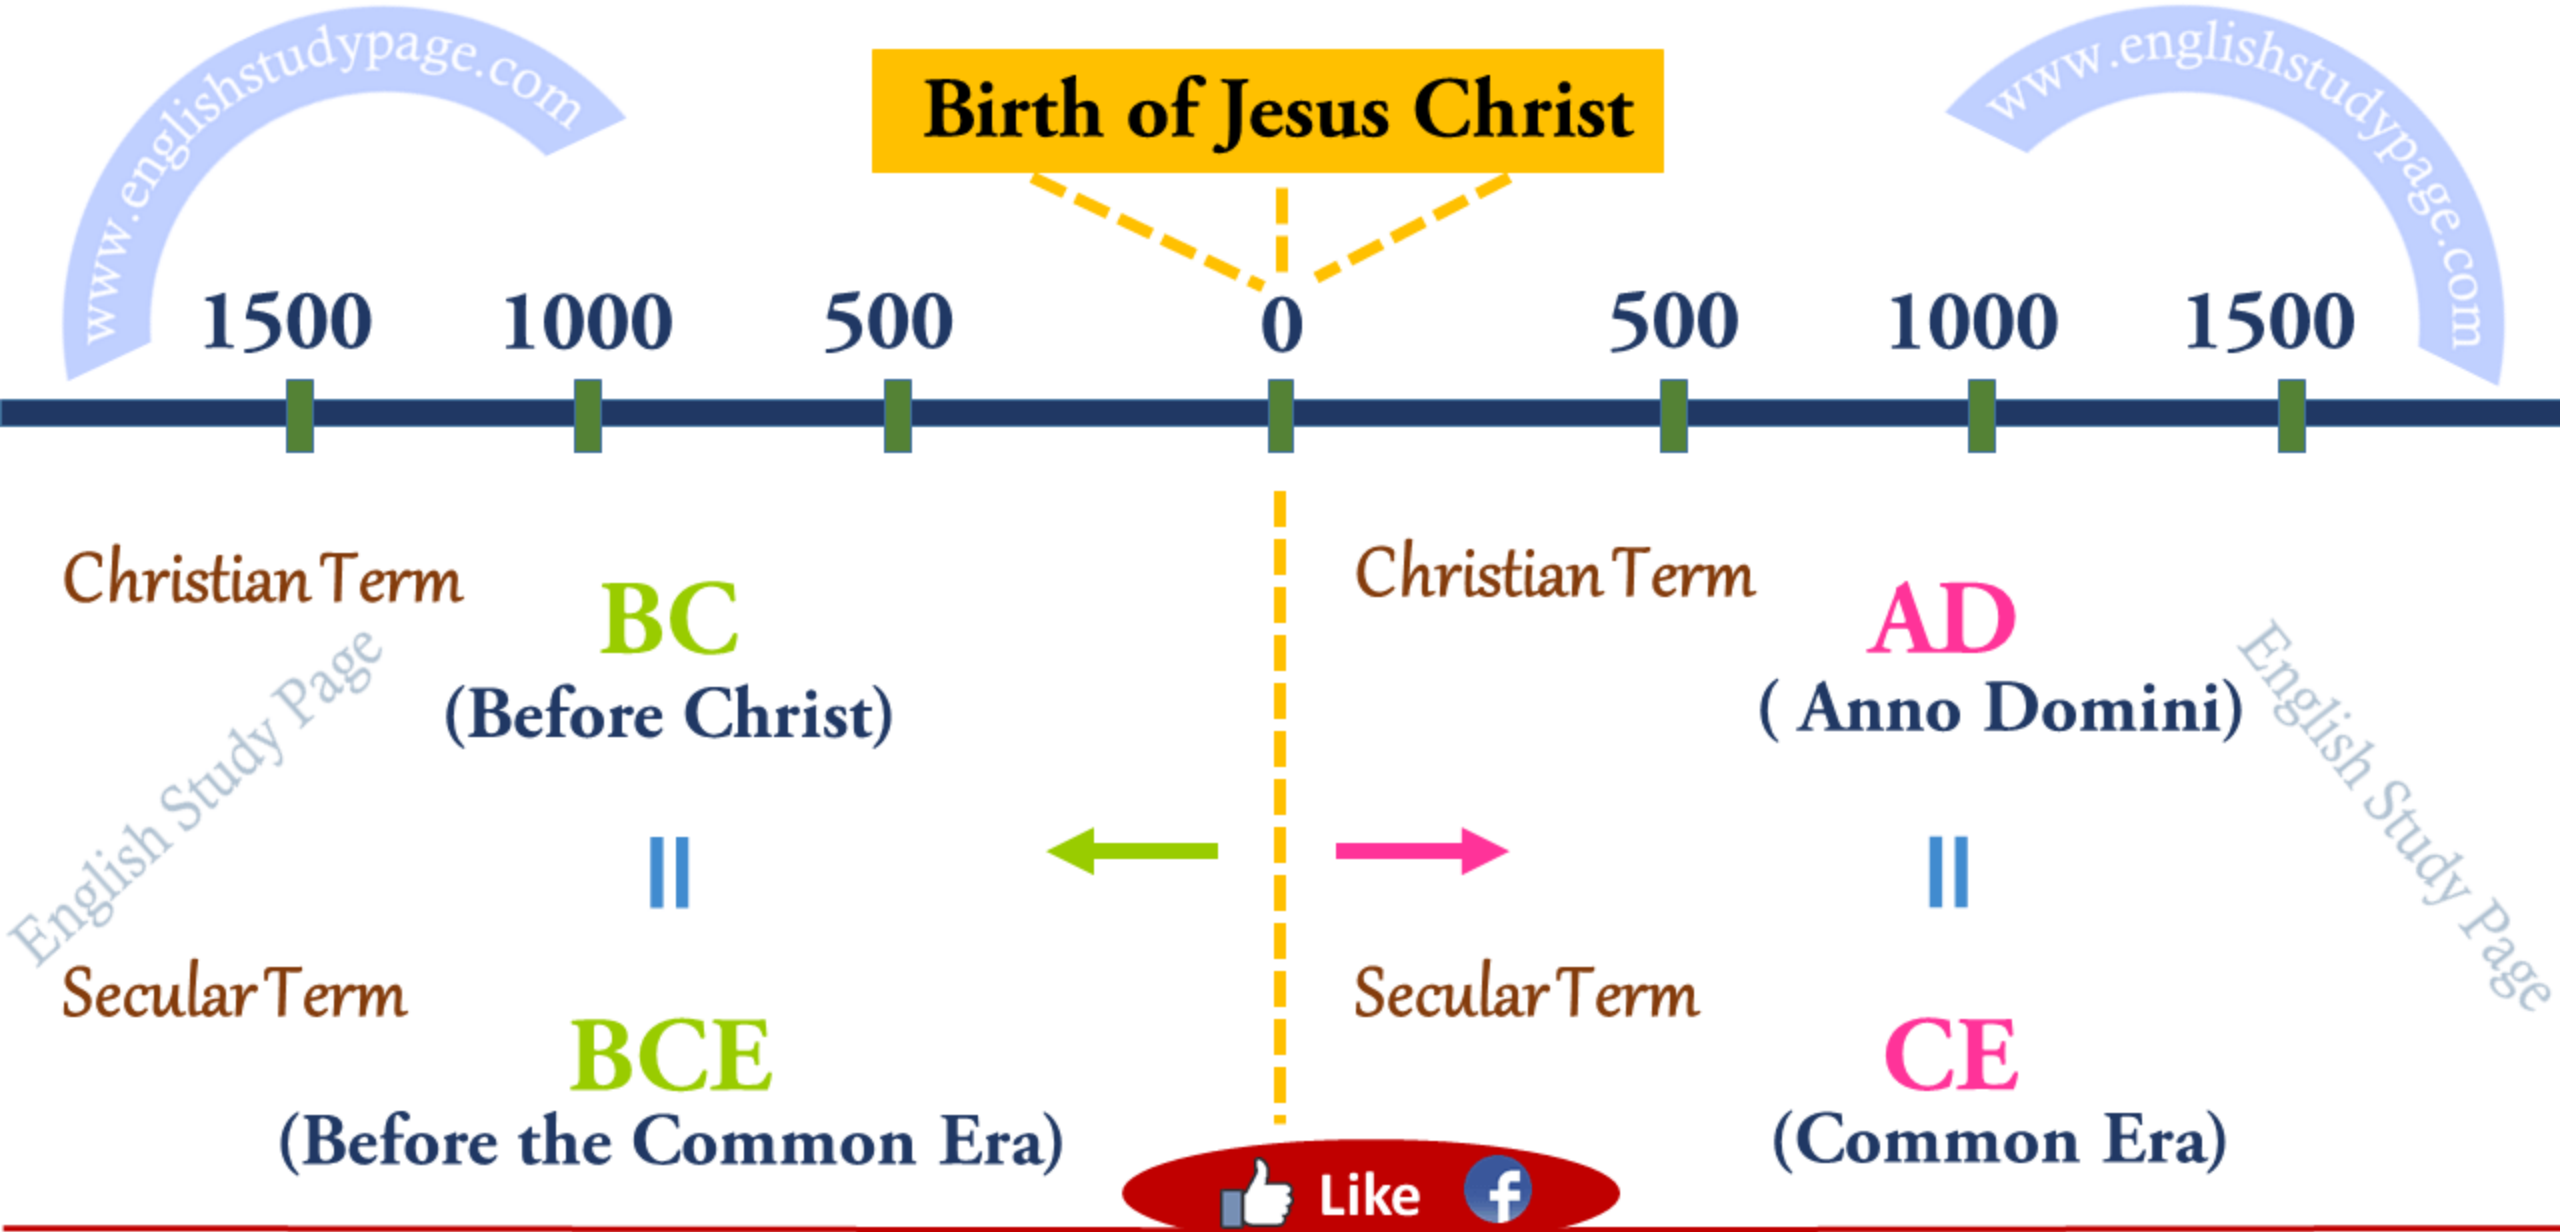 www.englishstudypage.com
Birth of Jesus Christ
www.englishstudypage.com
1500 1000 500 0 500 1000 1500
Christian Term
BC
(Before Christ)
Christian Term
AD
( Anno Domini)
English Study Page
English Study Page
Secular Term
BCE
(Before the Common Era)
Secular Term
CE
(Common Era)
Like f